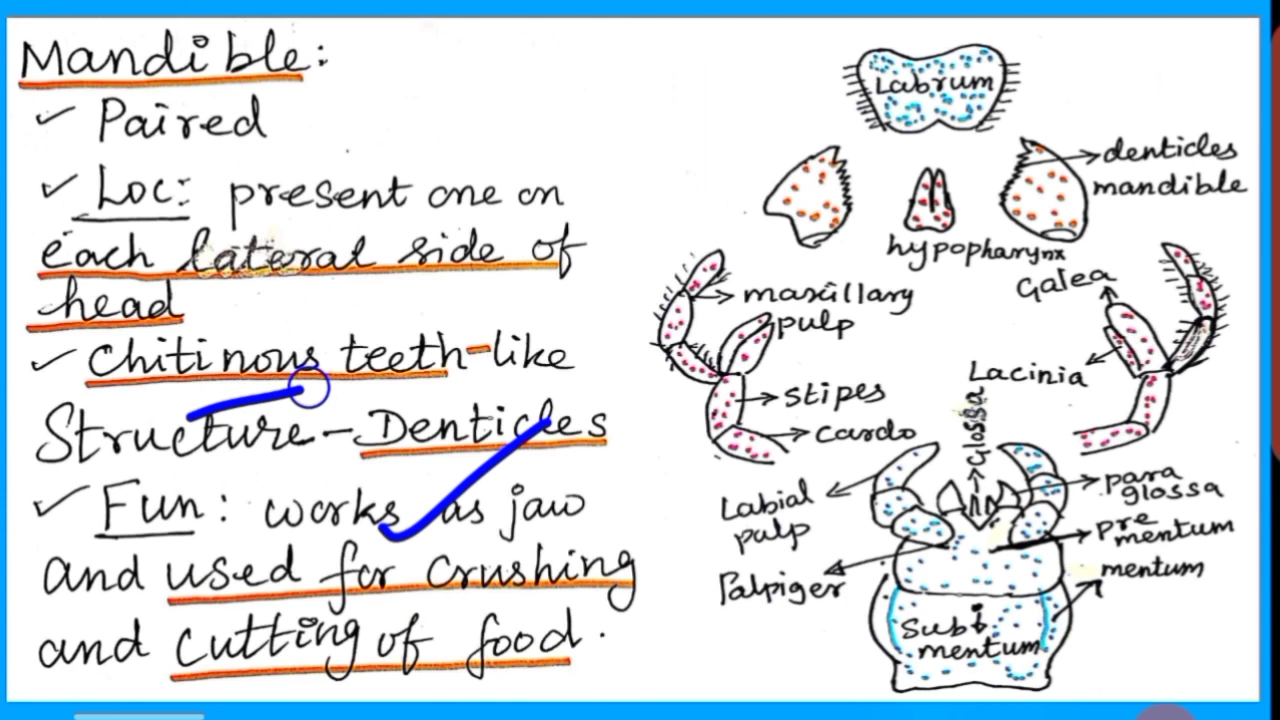 Mandible:
✓ Paired
✓ Loc: present one on
each lateral side of
head
✓ Chitinous teeth-like
Structure - Denticles
✓ Fun: works as jaw
and used for crushing
and cutting of food.
Labrum
denticles
mandible
hypopharynx
maxillary
pulp
Galea
Lacinia
stipes
cardo
Glossa
Labial
pulp
para
glossa
Pre
mentum
mentum
Palpiger
Sub
mentum